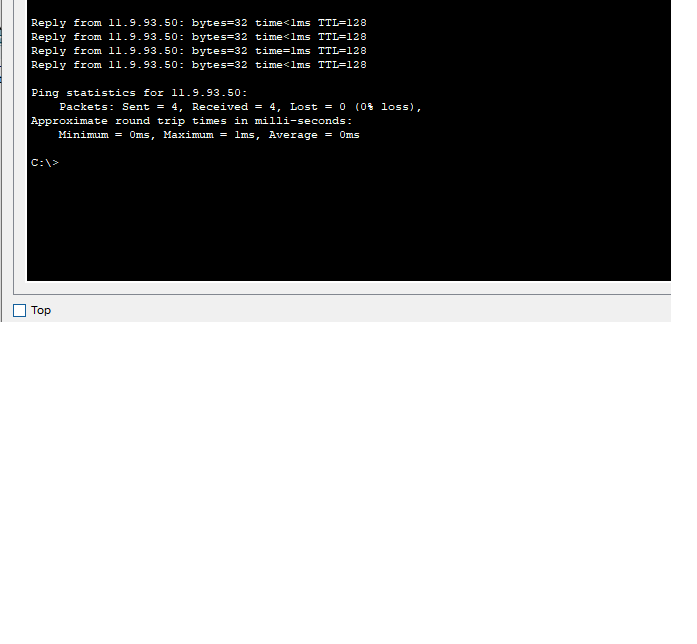 Reply from 11.9.93.50: bytes=32 time<1ms TTL=128
Reply from 11.9.93.50: bytes=32 time<1ms TTL=128
Reply from 11.9.93.50: bytes=32 time<1ms TTL=128
Reply from 11.9.93.50: bytes=32 time<1ms TTL=128
Ping statistics for 11.9.93.50:
Packets: Sent = 4, Received = 4, Lost = 0 (0% loss),
Approximate round trip times in milli-seconds:
Minimum = 0ms, Maximum = 1ms, Average = 0ms
C:\>
Top